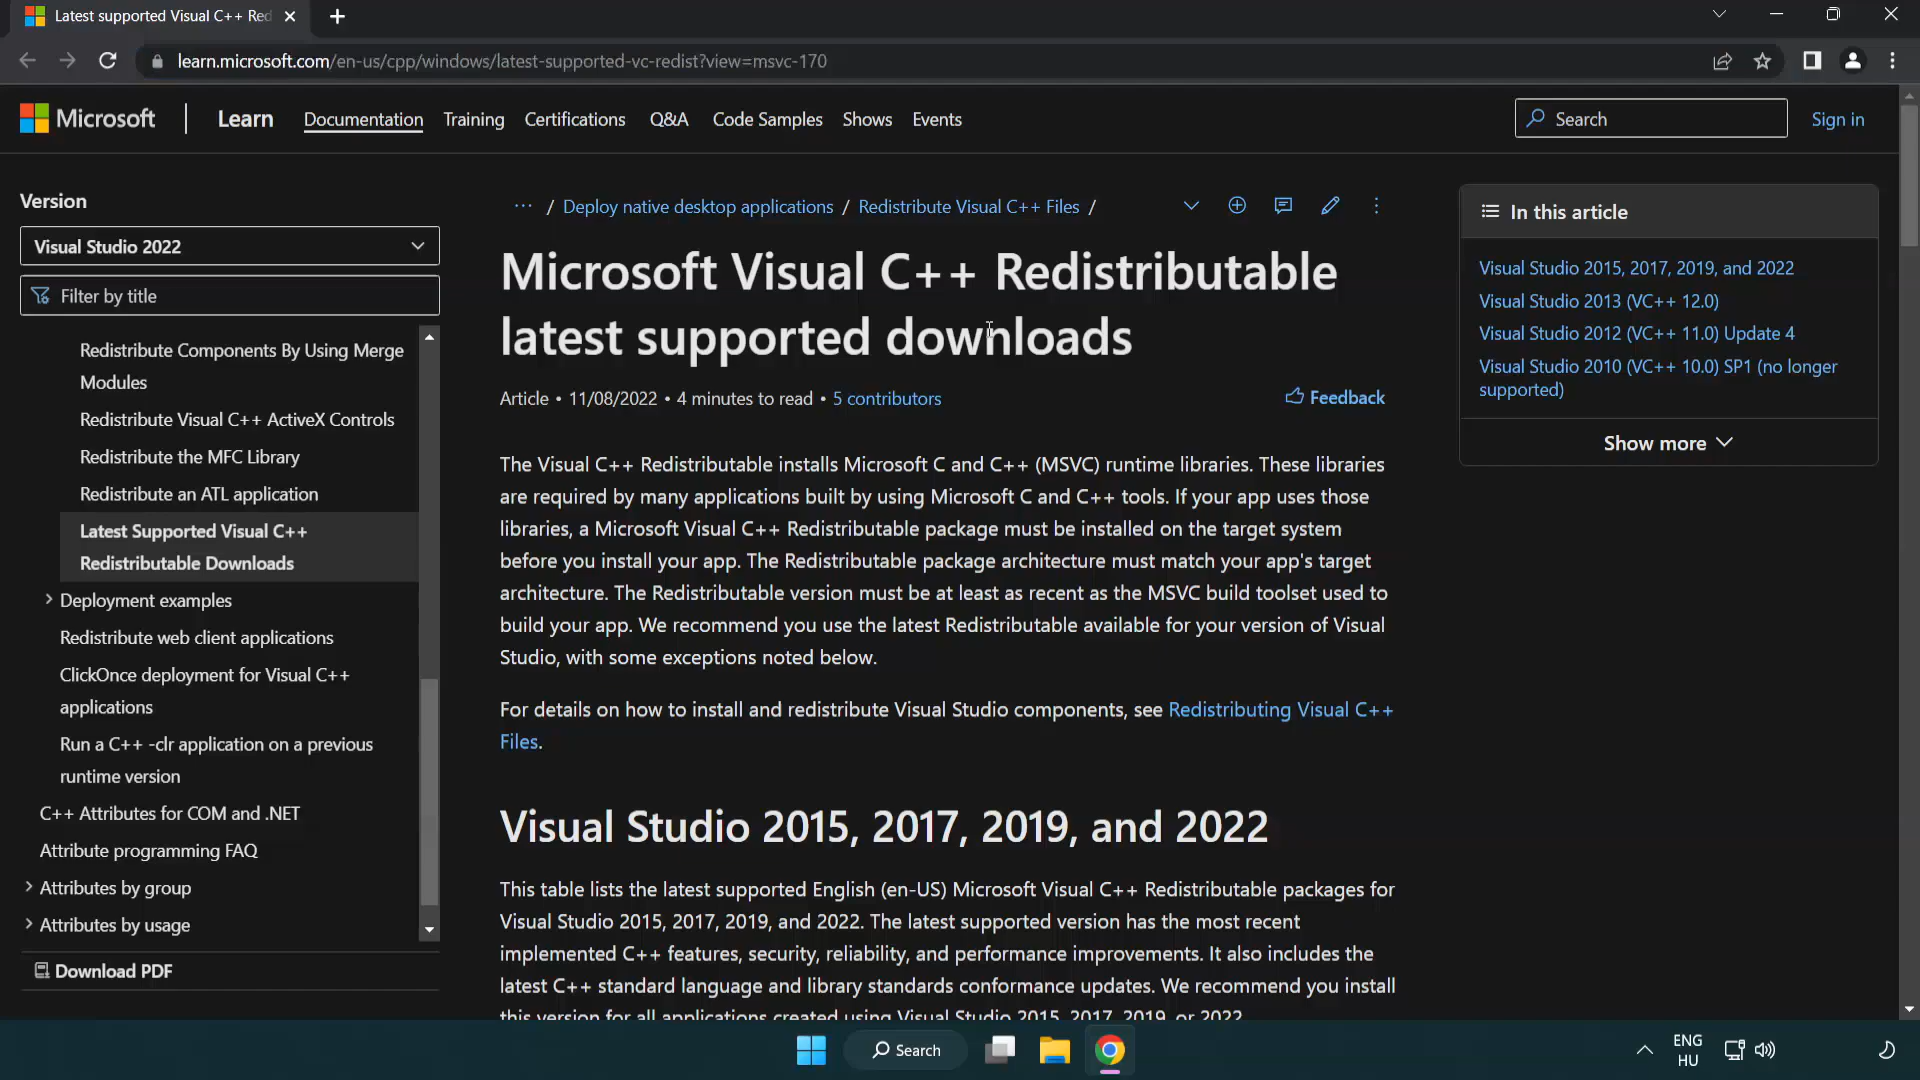 Latest supported Visual C++ Red
learn.microsoft.com/en-us/cpp/windows/latest-supported-vc-redist?view=msvc-170
Microsoft
Learn
Documentation
Training
Certifications
Q&A
Code Samples
Shows
Events
Search
Sign in
Version
Visual Studio 2022
Filter by title
Redistribute Components By Using Merge
Modules
Redistribute Visual C++ ActiveX Controls
Redistribute the MFC Library
Redistribute an ATL application
Latest Supported Visual C++
Redistributable Downloads
Deployment examples
Redistribute web client applications
ClickOnce deployment for Visual C++
applications
Run a C++ -clr application on a previous
runtime version
C++ Attributes for COM and .NET
Attribute programming FAQ
Attributes by group
Attributes by usage
Download PDF
··· / Deploy native desktop applications / Redistribute Visual C++ Files /
Microsoft Visual C++ Redistributable
latest supported downloads
Article • 11/08/2022 • 4 minutes to read • 5 contributors
Feedback
The Visual C++ Redistributable installs Microsoft C and C++ (MSVC) runtime libraries. These libraries
are required by many applications built by using Microsoft C and C++ tools. If your app uses those
libraries, a Microsoft Visual C++ Redistributable package must be installed on the target system
before you install your app. The Redistributable package architecture must match your app's target
architecture. The Redistributable version must be at least as recent as the MSVC build toolset used to
build your app. We recommend you use the latest Redistributable available for your version of Visual
Studio, with some exceptions noted below.
For details on how to install and redistribute Visual Studio components, see Redistributing Visual C++
Files.
Visual Studio 2015, 2017, 2019, and 2022
This table lists the latest supported English (en-US) Microsoft Visual C++ Redistributable packages for
Visual Studio 2015, 2017, 2019, and 2022. The latest supported version has the most recent
implemented C++ features, security, reliability, and performance improvements. It also includes the
latest C++ standard language and library standards conformance updates. We recommend you install
this version for all applications created using Visual Studio 2015, 2017, 2019, or 2022.
In this article
Visual Studio 2015, 2017, 2019, and 2022
Visual Studio 2013 (VC++ 12.0)
Visual Studio 2012 (VC++ 11.0) Update 4
Visual Studio 2010 (VC++ 10.0) SP1 (no longer
supported)
Show more
Search
ENG
HU